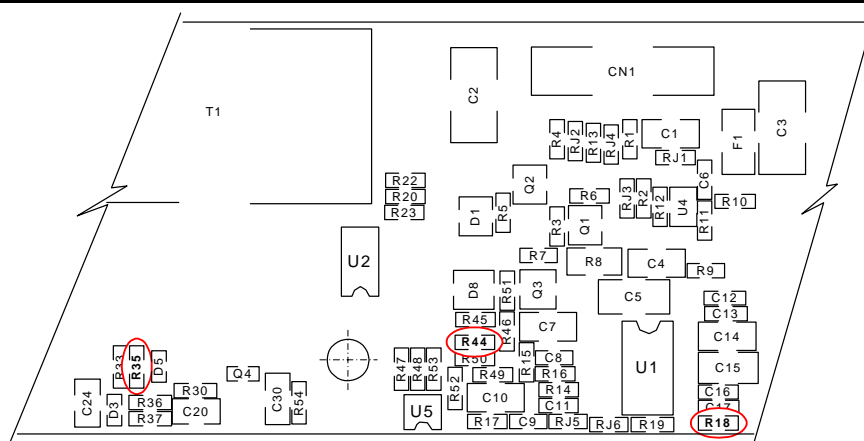 T1
C2
CN1
C3
F1
R4
RJ2
R13
RJ4
R1
C1
RJ1
C6
R22
R20
R23
Q2
D1
R5
R6
R3
Q1
RJ3
R2
R12
U4
R11
R10
U2
R7
R8
C4
R9
D8
R51
Q3
C5
C12
C13
R45
R46
C7
C14
R44
R50
U1
R33
R35
D5
Q4
R47
R48
R53
R52
R49
R15
C8
R16
C15
C24
D3
R36
R30
R37
C20
C30
R54
U5
C10
R14
C11
C16
C17
R17
C9
RJ5
RJ6
R19
R18